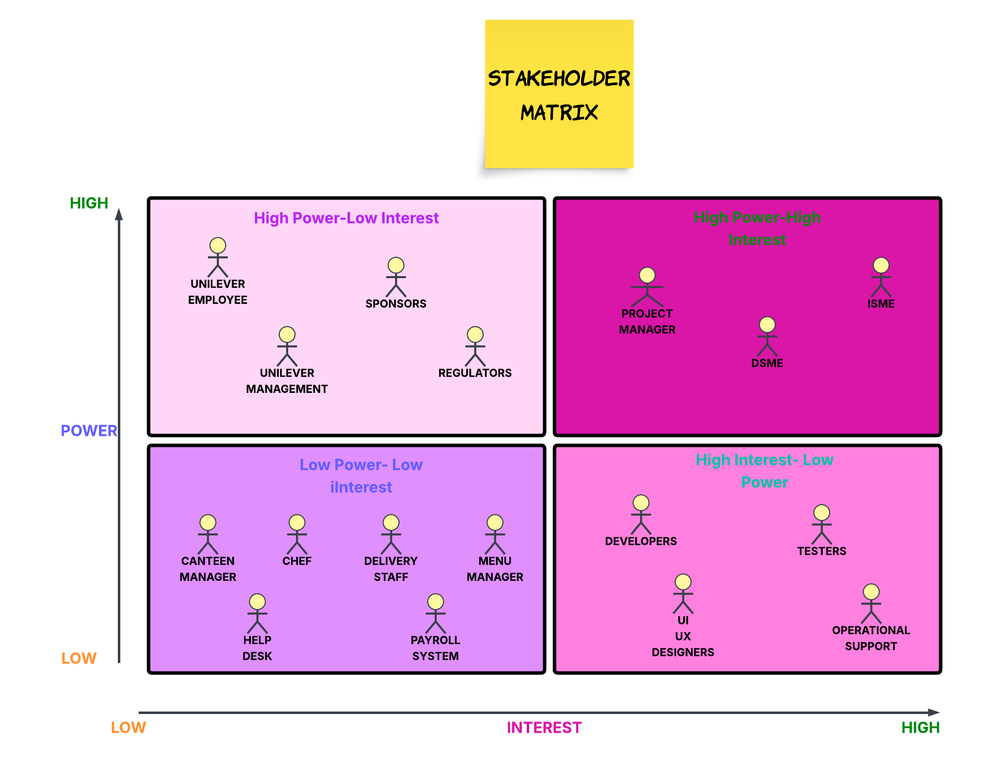 STAKEHOLDER
MATRIX
HIGH
High Power-Low Interest
UNILEVER
EMPLOYEE
SPONSORS
UNILEVER
MANAGEMENT
REGULATORS
High Power-High
Interest
PROJECT
MANAGER
ISME
DSME
POWER
Low Power- Low
iInterest
CANTEEN
MANAGER
CHEF
DELIVERY
STAFF
MENU
MANAGER
HELP
DESK
PAYROLL
SYSTEM
High Interest- Low
Power
DEVELOPERS
TESTERS
UI
UX
DESIGNERS
OPERATIONAL
SUPPORT
LOW
LOW
INTEREST
HIGH